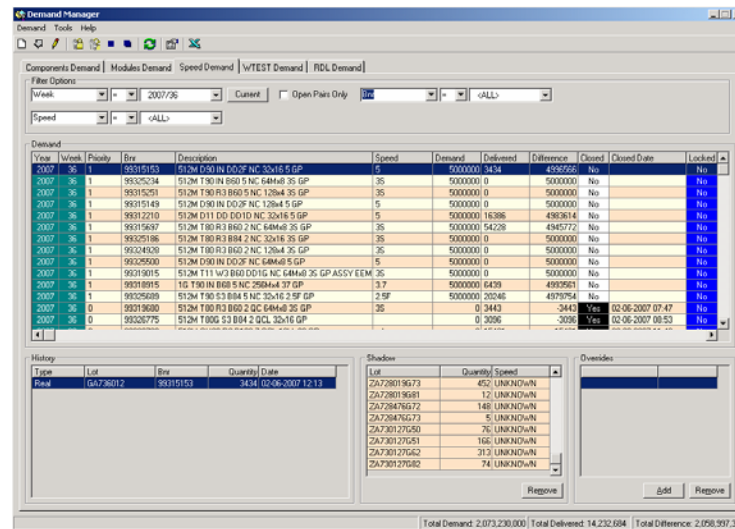 Demand Manager
Demand Tools Help
Components Demand Modules Demand Speed Demand WTEST Demand RDL Demand
Filter Options
Week = 2007/36 Current Open Pairs Only Bnr = <ALL>
Speed = <ALL>
Demand
Year Week Priority Bnr Description Speed Demand Delivered Difference Closed Closed Date Locked
2007 36 1 99315153 512M D90 IN DD2F NC 32x16 5 GP 5 5000000 3434 4996566 No No
2007 36 1 99325234 512M T90 IN B60 5 NC 64Mx8 3S GP 3S 5000000 0 5000000 No No
2007 36 1 99315251 512M T90 R3 B60 5 NC 128x4 3S GP 3S 5000000 0 5000000 No No
2007 36 1 99315149 512M D90 IN DD2F NC 128x4 5 GP 5 5000000 0 5000000 No No
2007 36 1 99312210 512M D11 DD DD1D NC 32x16 5 GP 5 5000000 16386 4983614 No No
2007 36 1 99315697 512M T80 R3 B60 2 NC 64Mx8 3S GP 3S 5000000 54228 4945772 No No
2007 36 1 99325186 512M T80 R3 B84 2 NC 32x16 3S GP 3S 5000000 0 5000000 No No
2007 36 1 99324928 512M T80 R3 B60 2 NC 128x4 3S GP 3S 5000000 0 5000000 No No
2007 36 1 99325500 512M D90 IN DD2F NC 64Mx8 5 GP 5 5000000 0 5000000 No No
2007 36 1 99319015 512M T11 W3 B60 DD1G NC 64Mx8 3S GP ASSY EEM 3S 5000000 0 5000000 No No
2007 36 1 99318915 1G T90 IN B68 5 NC 256Mx4 37 GP 3.7 5000000 6439 4993561 No No
2007 36 1 99325689 512M T90 S3 B84 5 NC 32x16 2.5F GP 2.5F 5000000 20246 4979754 No No
2007 36 0 99319680 512M T80 R3 B60 2 QC 64Mx8 3S GP 3S 0 3443 -3443 Yes 02-06-2007 07:47 No
2007 36 0 99326775 512M T80G S3 B84 2 QCL 32x16 GP 0 3096 -3096 Yes 02-06-2007 08:53 No
History
Type Lot Bnr Quantity Date
Real GA736012 99315153 3434 02-06-2007 12:13
Shadow
Lot Quantity Speed
ZA728019G73 452 UNKNOWN
ZA728019G81 12 UNKNOWN
ZA728476G72 148 UNKNOWN
ZA728476G73 5 UNKNOWN
ZA730127G50 76 UNKNOWN
ZA730127G51 166 UNKNOWN
ZA730127G62 313 UNKNOWN
ZA730127G82 74 UNKNOWN
Remove
Overrides
Add Remove
Total Demand: 2,073,230,000 Total Delivered: 14,232,684 Total Difference: 2,058,997,3